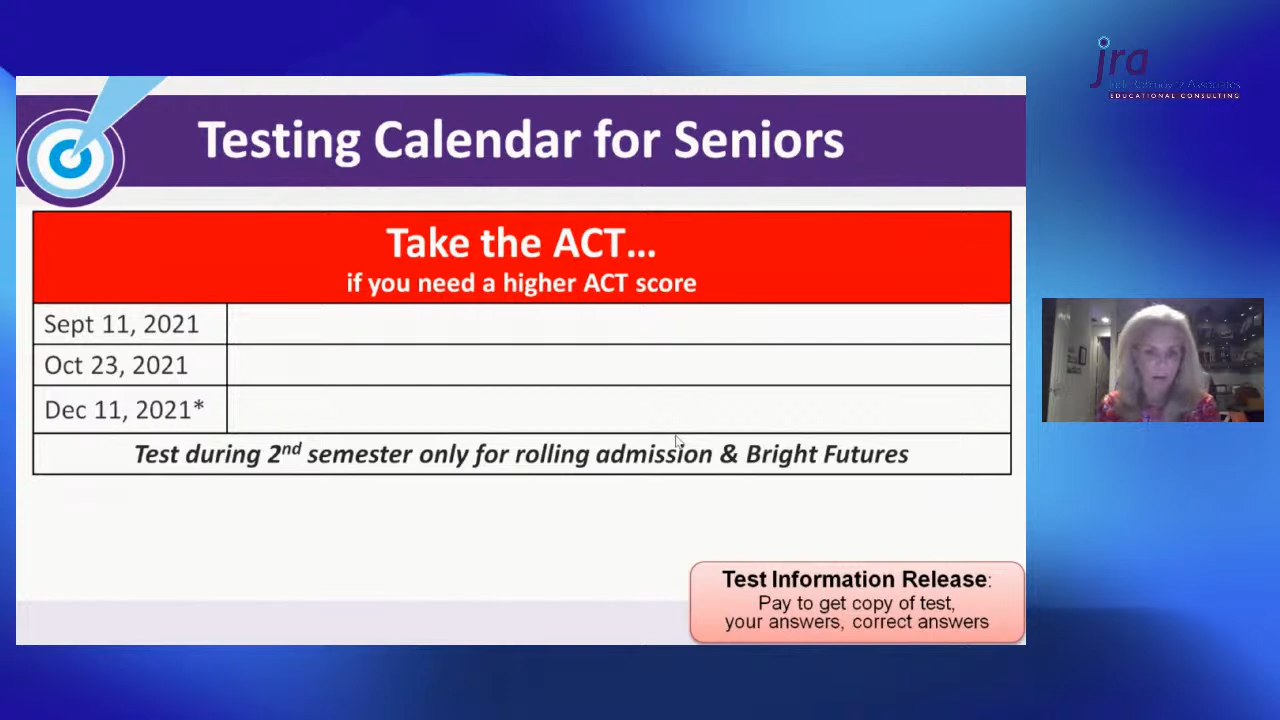 jra
EDUCATIONAL CONSULTING
Testing Calendar for Seniors
Take the ACT...
if you need a higher ACT score
Sept 11, 2021
Oct 23, 2021
Dec 11, 2021*
Test during 2nd semester only for rolling admission & Bright Futures
Test Information Release:
Pay to get copy of test,
your answers, correct answers